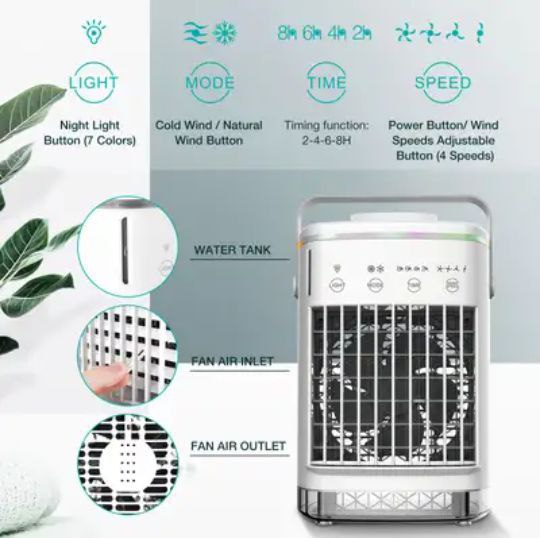 8H 6H 4H 2H
LIGHT
MODE
TIME
SPEED
Night Light
Button (7 Colors)
Cold Wind / Natural
Wind Button
Timing function:
2-4-6-8H
Power Button/ Wind
Speeds Adjustable
Button (4 Speeds)
WATER TANK
FAN AIR INLET
FAN AIR OUTLET
LIGHT
MODE
TIME